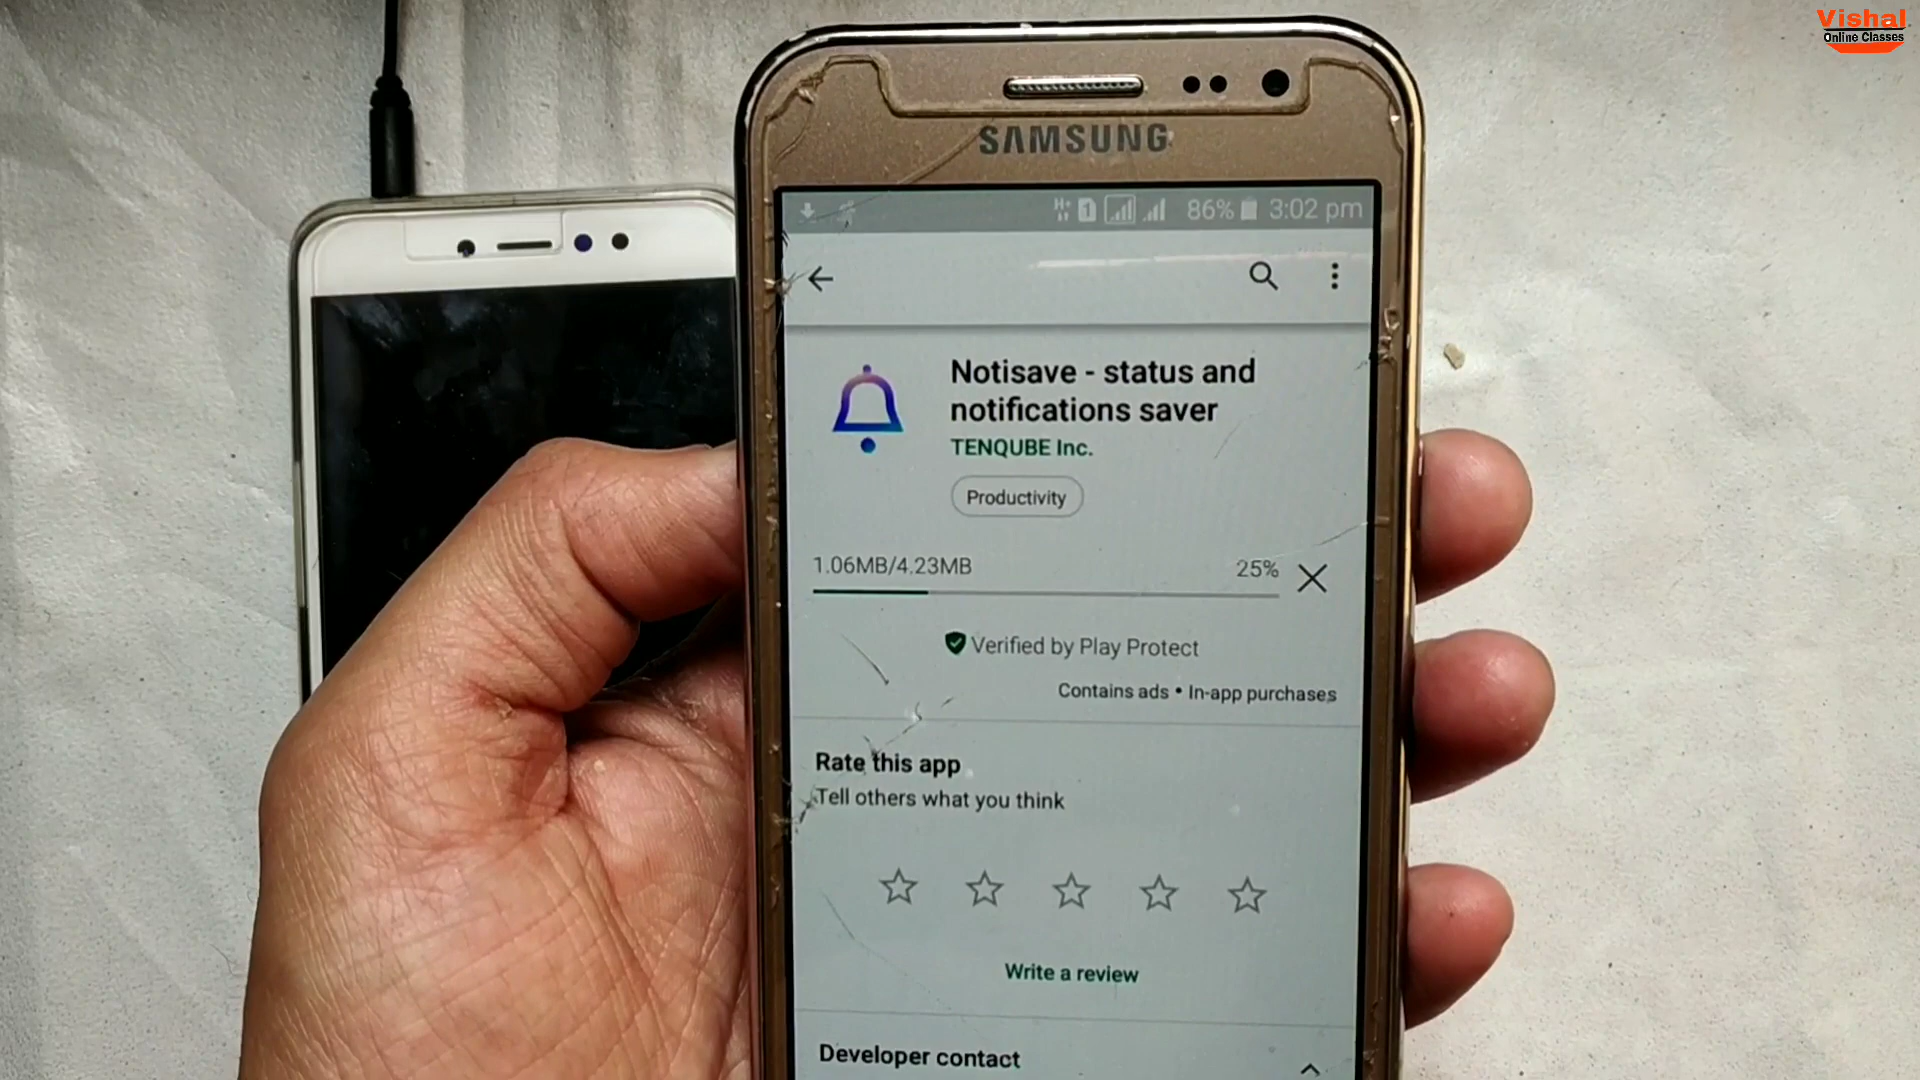 Vishal
Online Classes
SAMSUNG
H+ 1 86% 3:02 pm
Notisave - status and
notifications saver
TENQUBE Inc.
Productivity
1.06MB/4.23MB 25%
Verified by Play Protect
Contains ads • In-app purchases
Rate this app
Tell others what you think
Write a review
Developer contact